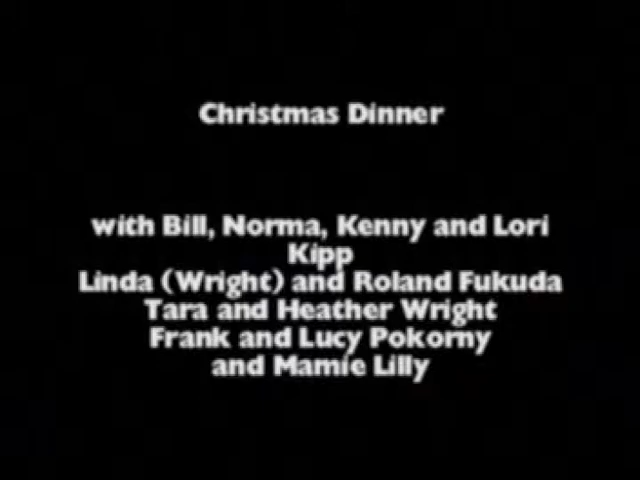 Christmas Dinner
with Bill, Norma, Kenny and Lori
Kipp
Linda (Wright) and Roland Fukuda
Tara and Heather Wright
Frank and Lucy Pokorny
and Mamie Lilly